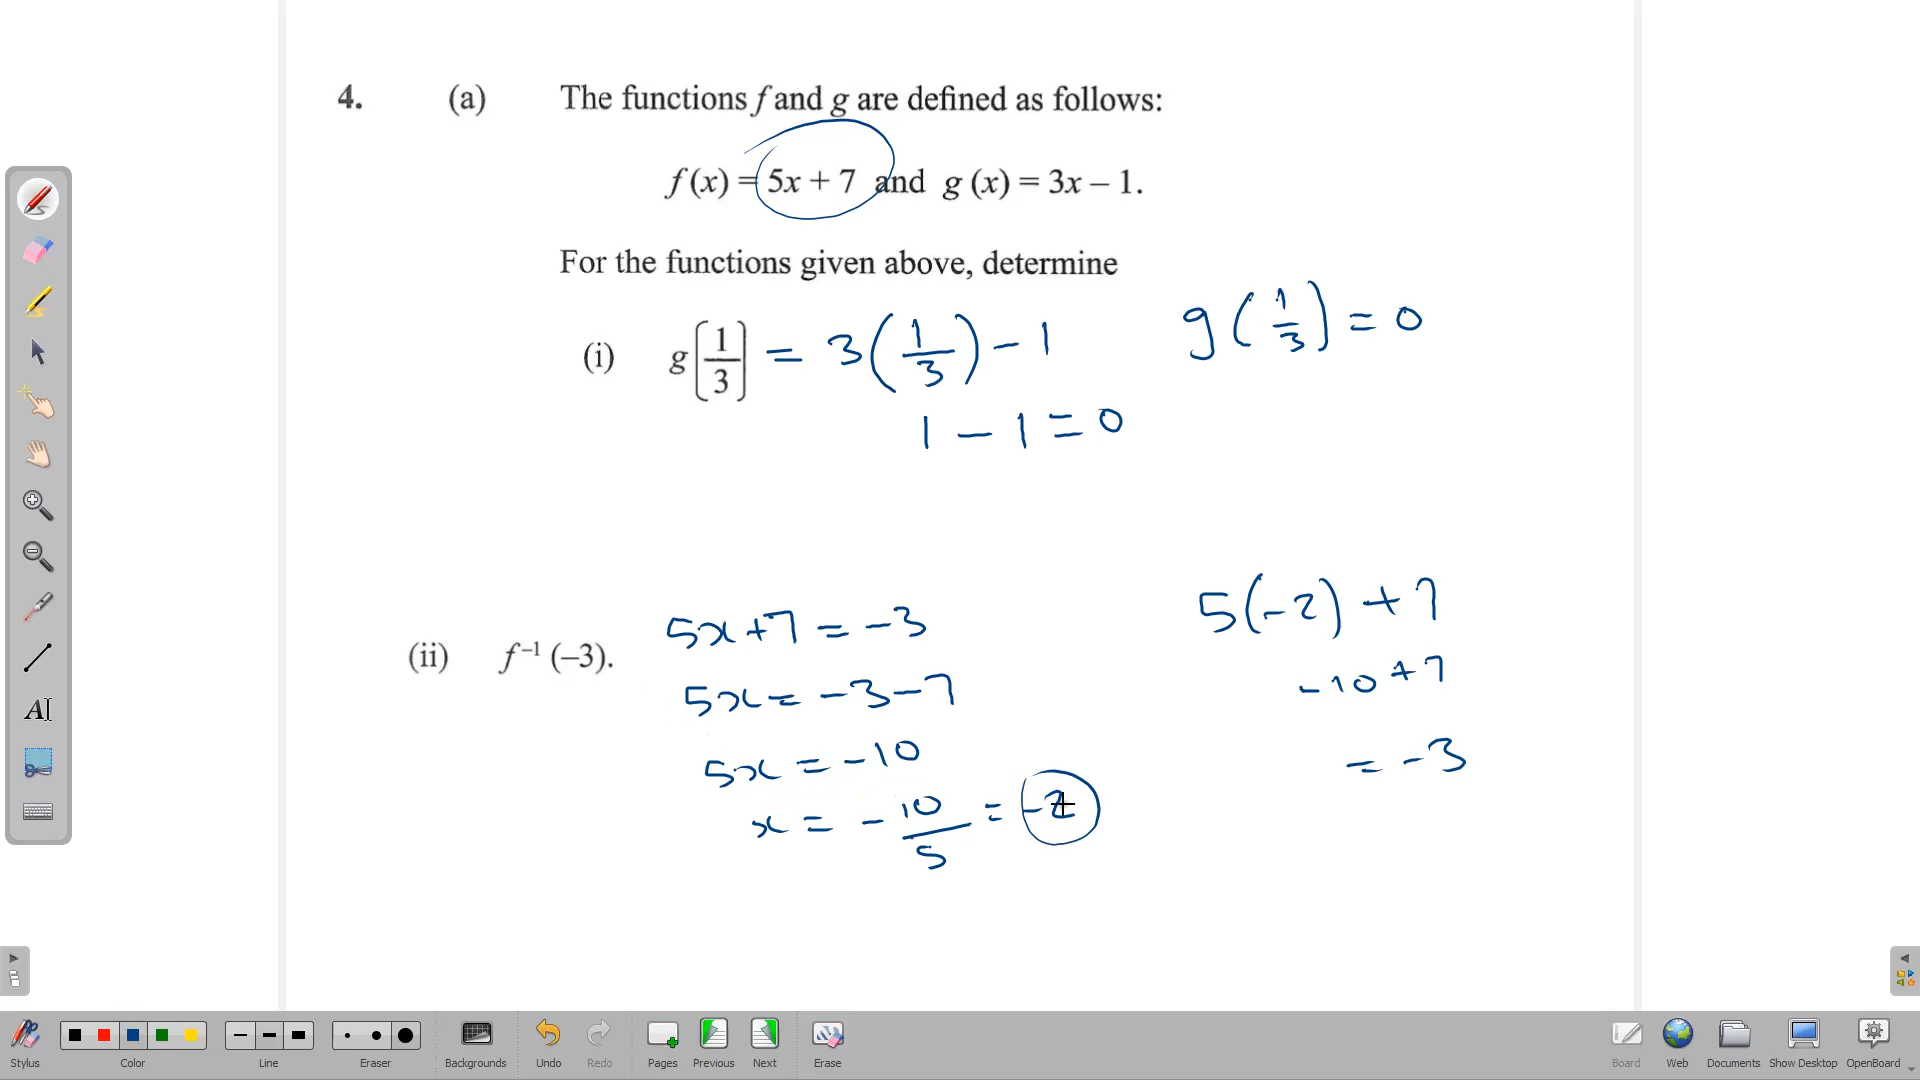 4. (a) The functions f and g are defined as follows:
f(x) = 5x + 7 and g (x) = 3x – 1.
For the functions given above, determine
(i) g[1/3] = 3(1/3) - 1
g(1/3) = 0
1 - 1 = 0
(ii) f⁻¹ (–3).
5x+7 = -3
5x = -3-7
5x = -10
x = -10/5 = -2
5(-2) + 7
-10+7
= -3
Stylus
Color
Line
Eraser
Backgrounds
Undo
Redo
Pages
Previous
Next
Erase
Board
Web
Documents
Show Desktop
OpenBoard